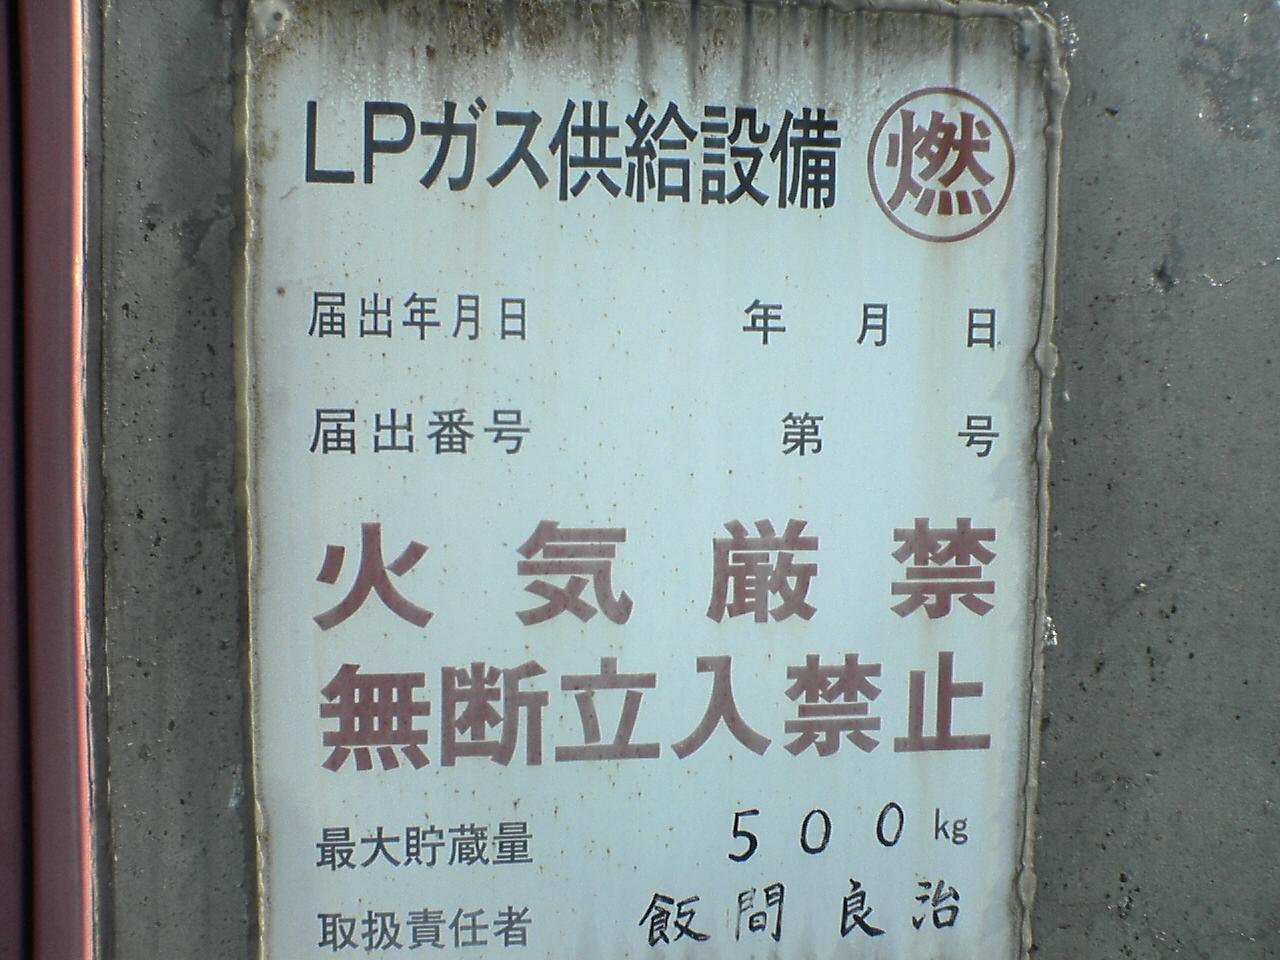 LPガス供給設備 燃
届出年月日 年 月 日
届出番号 第 号
火気厳禁
無断立入禁止
最大貯蔵量 500kg
取扱責任者 飯間良治